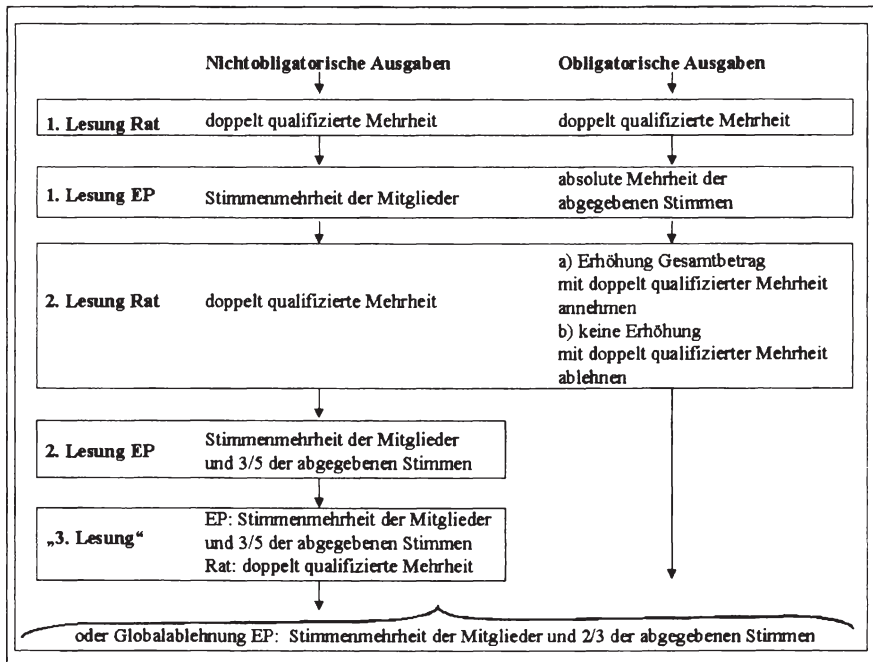 Nichtobligatorische Ausgaben Obligatorische Ausgaben
1. Lesung Rat doppelt qualifizierte Mehrheit doppelt qualifizierte Mehrheit
1. Lesung EP Stimmenmehrheit der Mitglieder
absolute Mehrheit der
abgegebenen Stimmen
2. Lesung Rat doppelt qualifizierte Mehrheit
a) Erhöhung Gesamtbetrag
mit doppelt qualifizierter Mehrheit
annehmen
b) keine Erhöhung
mit doppelt qualifizierter Mehrheit
ablehnen
2. Lesung EP
Stimmenmehrheit der Mitglieder
und 3/5 der abgegebenen Stimmen
„3. Lesung“
EP: Stimmenmehrheit der Mitglieder
und 3/5 der abgegebenen Stimmen
Rat: doppelt qualifizierte Mehrheit
oder Globalablehnung EP: Stimmenmehrheit der Mitglieder und 2/3 der abgegebenen Stimmen